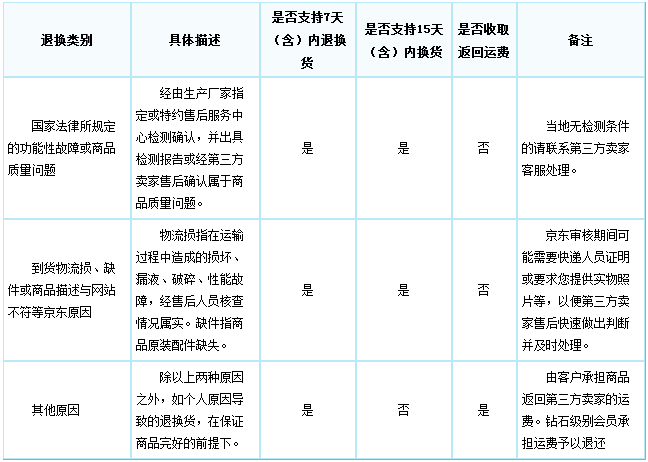 退换类别
具体描述
是否支持7天
（含）内退换
货
是否支持15天
（含）内换货
是否收取
返回运费
备注
国家法律所规定
的功能性故障或商品
质量问题
经由生产厂家指
定或特约售后服务中
心检测确认，并出具
检测报告或经第三方
卖家售后确认属于商
品质量问题。
是
是
否
当地无检测条件
的请联系第三方卖家
客服处理。
到货物流损、缺
件或商品描述与网站
不符等京东原因
物流损指在运输
过程中造成的损坏、
漏液、破碎、性能故
障，经售后人员核查
情况属实。缺件指商
品原装配件缺失。
是
是
否
京东审核期间可
能需要快递人员证明
或要求您提供实物照
片等，以便第三方卖
家售后快速做出判断
并及时处理。
其他原因
除以上两种原因
之外，如个人原因导
致的退换货，在保证
商品完好的前提下。
是
否
是
由客户承担商品
返回第三方卖家的运
费。钻石级别会员承
担运费予以退还